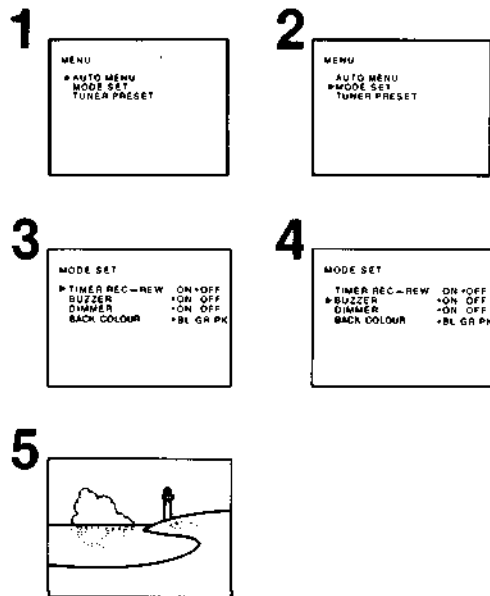 1
MENU
▶AUTO MENU
MODE SET
TUNER PRESET
2
MENU
AUTO MENU
▶MODE SET
TUNER PRESET
3
MODE SET
▶TIMER REC–REW ON •OFF
BUZZER •ON OFF
DIMMER •ON OFF
BACK COLOUR •BL GR PK
4
MODE SET
TIMER REC–REW ON •OFF
▶BUZZER •ON OFF
DIMMER •ON OFF
BACK COLOUR •BL GR PK
5